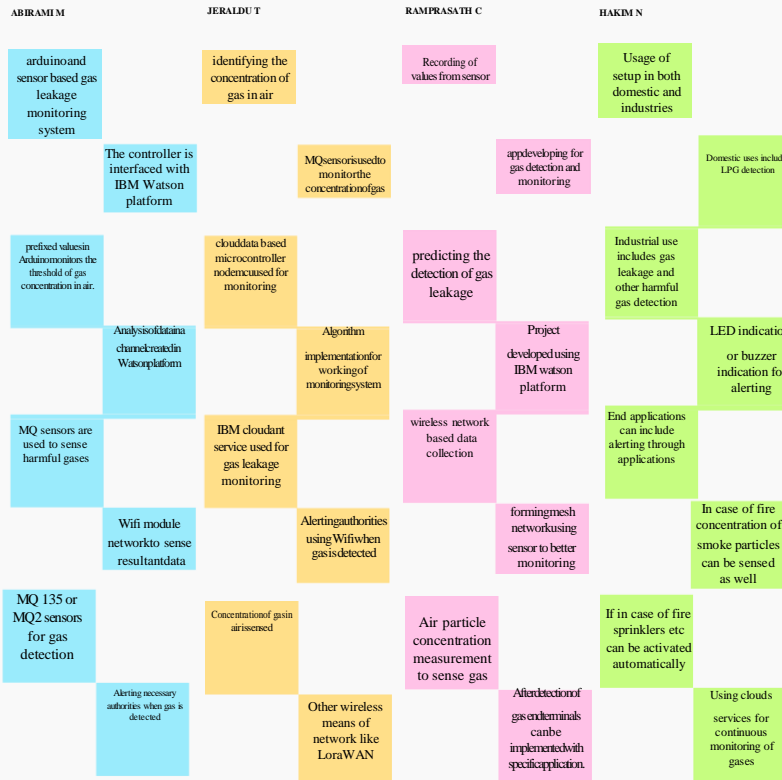 ABIRAMI M
JERALDU T
RAMPRASATH C
HAKIM N
arduinoand
sensor based gas
leakage
monitoring
system
The controller is
interfaced with
IBM Watson
platform
prefixed valuesin
Arduinomonitors the
threshold of gas
concentration in air.
Analysisofdataina
channelcreatedin
Watsonplatform
MQ sensors are
used to sense
harmful gases
Wifi module
networkto sense
resultantdata
MQ 135 or
MQ2 sensors
for gas
detection
Alerting necessary
authorities when gas is
detected
identifying the
concentration of
gas in air
MQsensorisusedto
monitorthe
concentrationofgas
clouddata based
microcontroller
nodemcuused for
monitoring
Algorithm
implementationfor
working of
monitoringsystem
IBM cloudant
service used for
gas leakage
monitoring
Alertingauthorities
using Wifiwhen
gasisdetected
Concentrationof gasin
airissensed
Other wireless
means of
network like
LoraWAN
Recording of
values from sensor
appdeveloping for
gas detection and
monitoring
predicting the
detection of gas
leakage
Project
developed using
IBM watson
platform
wireless network
based data
collection
formingmesh
networkusing
sensor to better
monitoring
Air particle
concentration
measurement
to sense gas
Afterdetectionof
gasendterminals
canbe
implementedwith
specificapplication.
Usage of
setup in both
domestic and
industries
Domestic uses includ
LPG detection
Industrial use
includes gas
leakage and
other harmful
gas detection
LED indicatio
or buzzer
indication fo
alerting
End applications
can include
alerting through
applications
In case of fire
concentration of
smoke particles
can be sensed
as well
If in case of fire
sprinklers etc
can be activated
automatically
Using clouds
services for
continuous
monitoring of
gases